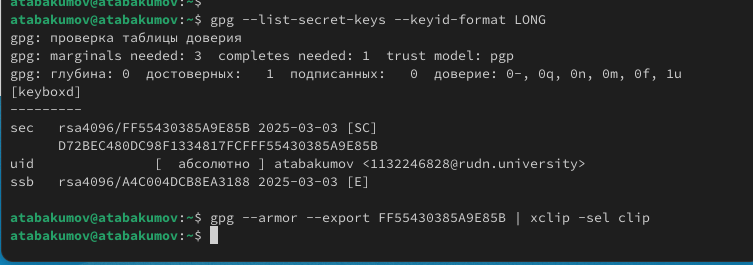 atabakumov@atabakumov:~$
atabakumov@atabakumov:~$ gpg --list-secret-keys --keyid-format LONG
gpg: проверка таблицы доверия
gpg: marginals needed: 3  completes needed: 1  trust model: pgp
gpg: глубина: 0  достоверных:   1  подписанных:   0  доверие: 0-, 0q, 0n, 0m, 0f, 1u
[keyboxd]
---------
sec   rsa4096/FF55430385A9E85B 2025-03-03 [SC]
      D72BEC480DC98F1334817FCFFF55430385A9E85B
uid                 [  абсолютно ] atabakumov <1132246828@rudn.university>
ssb   rsa4096/A4C004DCB8EA3188 2025-03-03 [E]
atabakumov@atabakumov:~$ gpg --armor --export FF55430385A9E85B | xclip -sel clip
atabakumov@atabakumov:~$